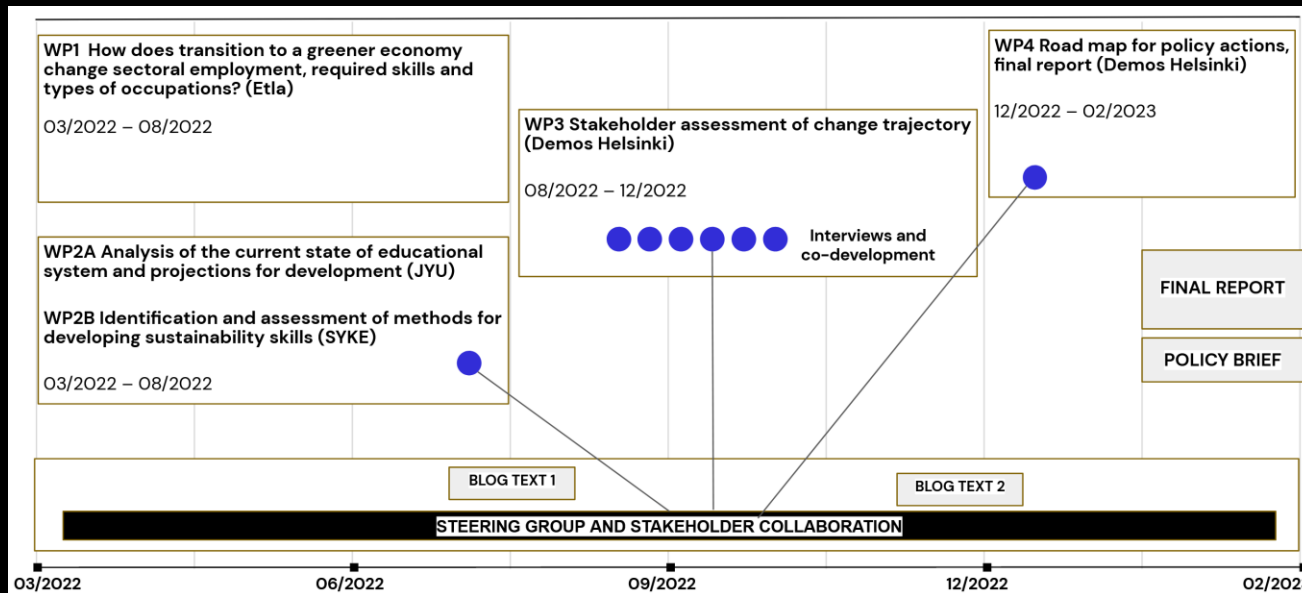 WP1 How does transition to a greener economy
change sectoral employment, required skills and
types of occupations? (Etla)
03/2022 – 08/2022
WP2A Analysis of the current state of educational
system and projections for development (JYU)
WP2B Identification and assessment of methods for
developing sustainability skills (SYKE)
03/2022 – 08/2022
WP3 Stakeholder assessment of change trajectory
(Demos Helsinki)
08/2022 – 12/2022
Interviews and
co-development
WP4 Road map for policy actions,
final report (Demos Helsinki)
12/2022 – 02/2023
FINAL REPORT
POLICY BRIEF
BLOG TEXT 1
BLOG TEXT 2
STEERING GROUP AND STAKEHOLDER COLLABORATION
03/2022
06/2022
09/2022
12/2022